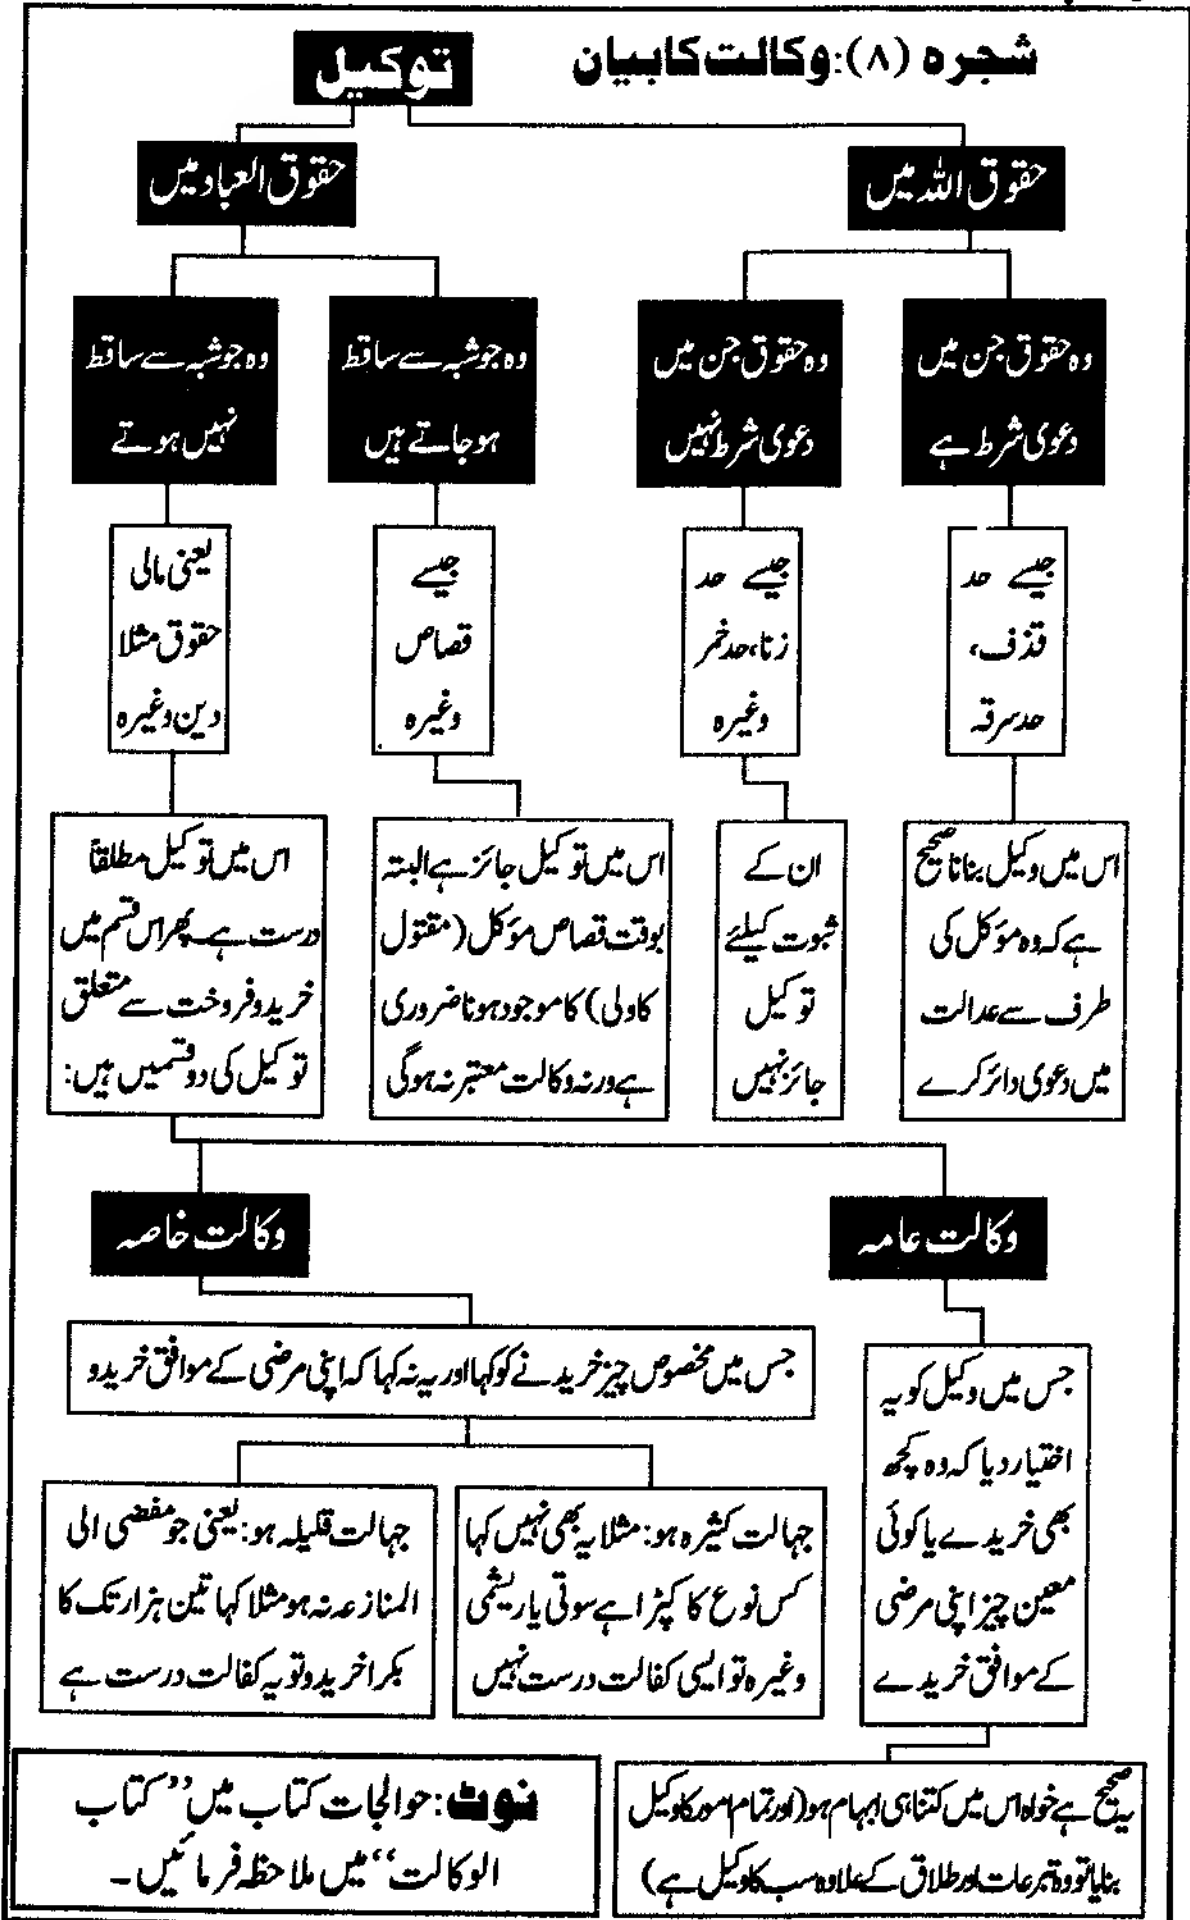 شجرہ (۸): وکالت کا بیان
توکیل
حقوق اللہ میں
حقوق العباد میں
وہ حقوق جن میں
دعوی شرط ہے
وہ حقوق جن میں
دعوی شرط نہیں
وہ جو شبہ سے ساقط
ہو جاتے ہیں
وہ جو شبہ سے ساقط
نہیں ہوتے
جیسے حد
قذف،
حد سرقہ
جیسے حد
زنا، حد خمر
وغیرہ
جیسے
قصاص
وغیرہ
یعنی مالی
حقوق مثلا
دین وغیرہ
اس میں وکیل بنانا صحیح
ہے کہ وہ مؤکل کی
طرف سے عدالت
میں دعوی دائر کرے
ان کے
ثبوت کیلئے
توکیل
جائز نہیں
اس میں توکیل جائز ہے البتہ
بوقت قصاص مؤکل (مقتول
کا ولی) کا موجود ہونا ضروری
ہے ورنہ وکالت معتبر نہ ہوگی
اس میں توکیل مطلقاً
درست ہے۔ پھر اس قسم میں
خرید و فروخت سے متعلق
توکیل کی دو قسمیں ہیں:
وکالت عامہ
وکالت خاصہ
جس میں وکیل کو یہ
اختیار دیا کہ وہ کچھ
بھی خریدے یا کوئی
معین چیز اپنی مرضی
کے موافق خریدے
جس میں مخصوص چیز خریدنے کو کہا اور یہ نہ کہا کہ اپنی مرضی کے موافق خریدو
جہالت کثیرہ ہو: مثلا یہ بھی نہیں کہا
کس نوع کا کپڑا ہے سوتی یا ریشمی
وغیرہ تو ایسی کفالت درست نہیں
جہالت قلیلہ ہو: یعنی جو مفضی الی
المنازعہ نہ ہو مثلا کہا تین ہزار تک کا
بکرا خریدو تو یہ کفالت درست ہے
یہ صحیح ہے خواہ اس میں کتنا ہی ابہام ہو (اور تمام امور کا وکیل
بنایا تو وہ تبرعات اور طلاق کے علاوہ سب کا وکیل ہے)
نوٹ: حوالجات کتاب میں ”کتاب
الوکالت“ میں ملاحظہ فرمائیں۔